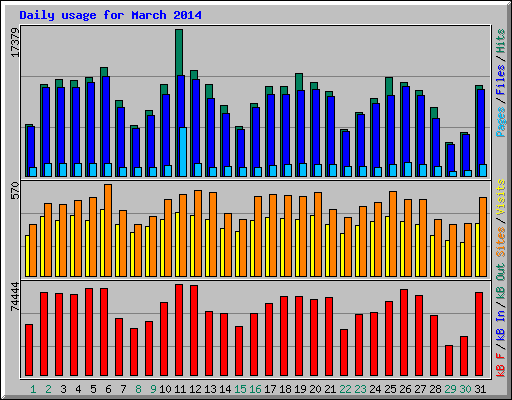 Daily usage for March 2014
17379
Pages / Files / Hits
570
Sites / Visits
74444
kB F / kB In / kB Out
1 2 3 4 5 6 7 8 9 10 11 12 13 14 15 16 17 18 19 20 21 22 23 24 25 26 27 28 29 30 31